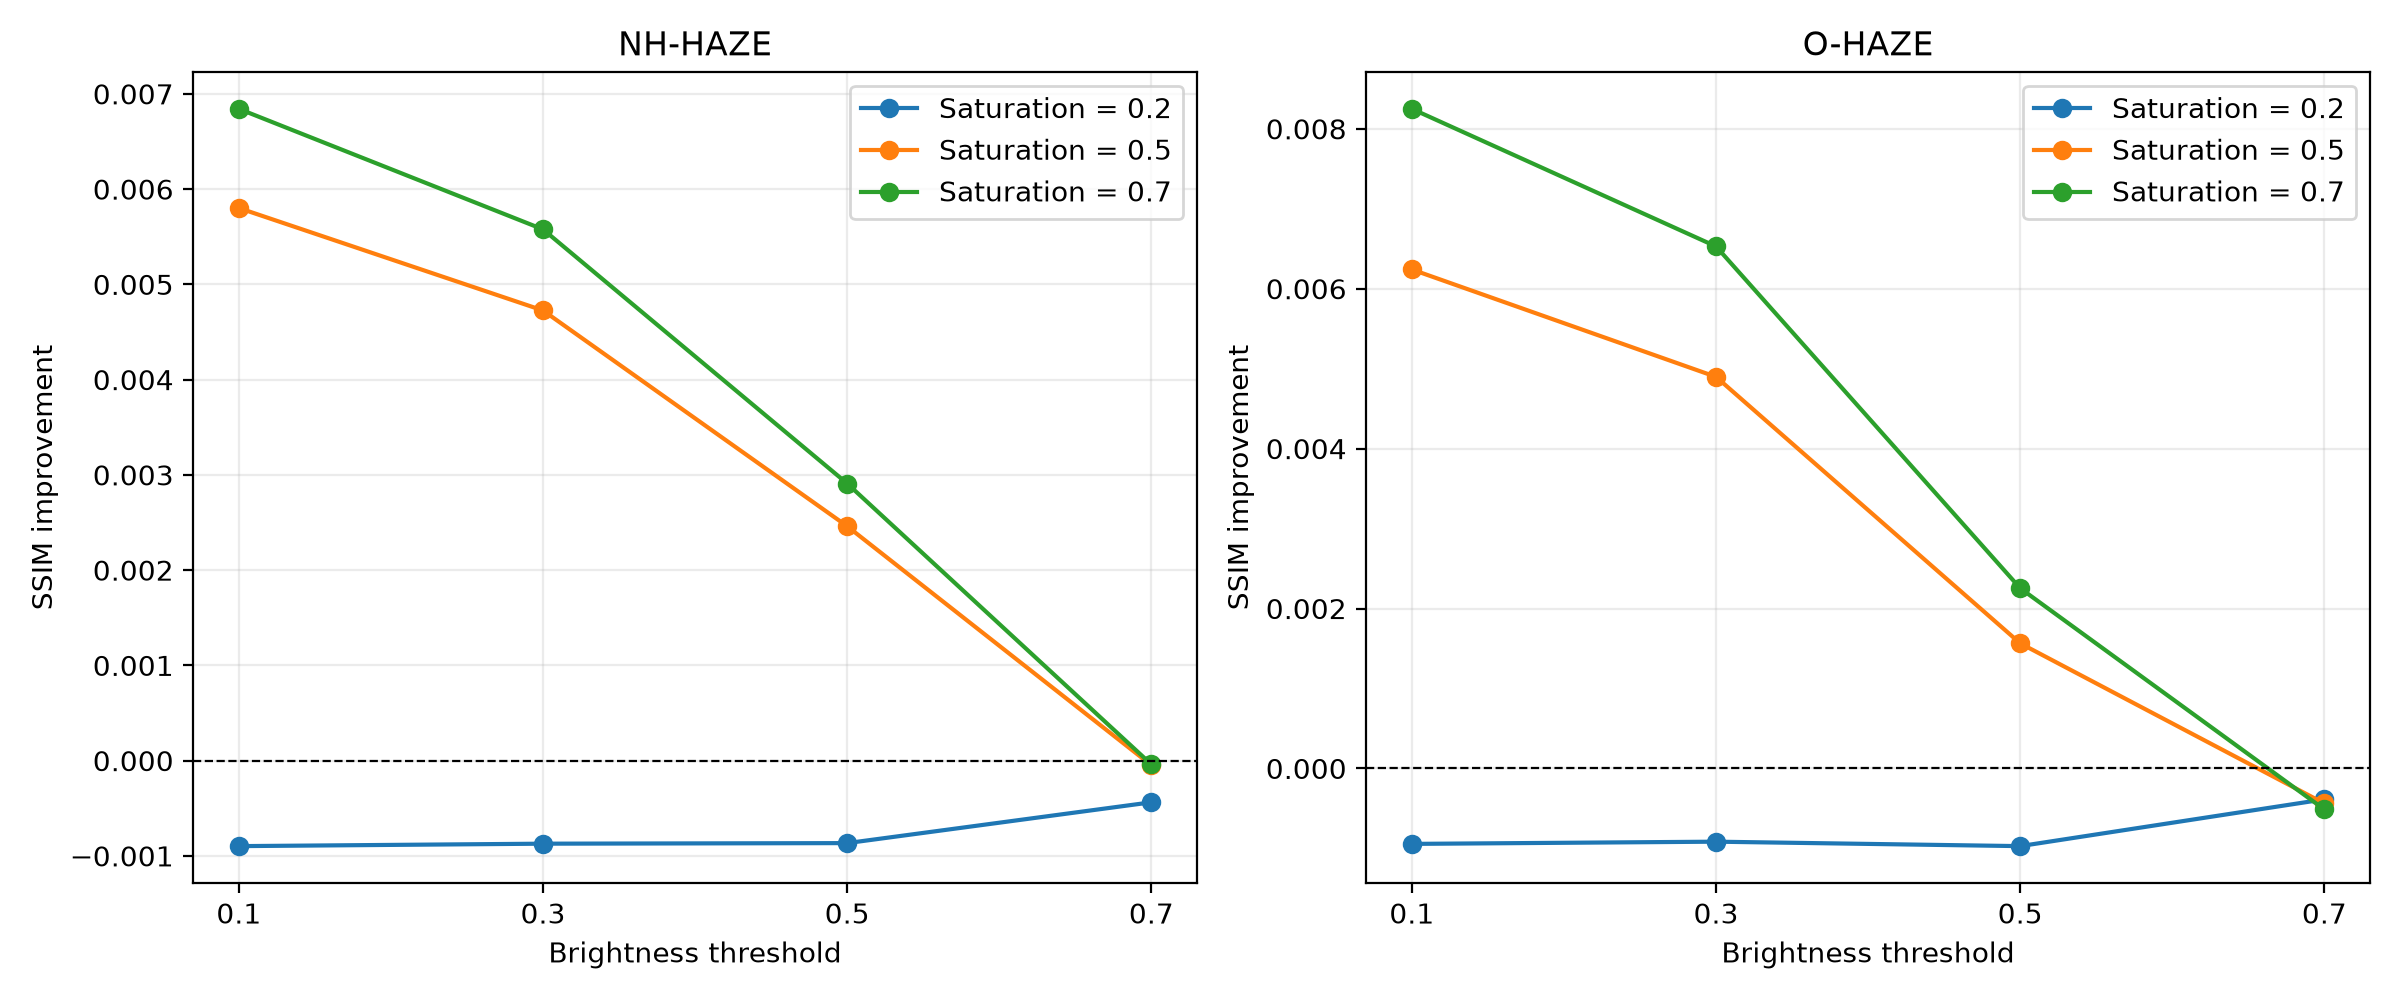 NH-HAZE
SSIM improvement
0.007
0.006
0.005
0.004
0.003
0.002
0.001
0.000
−0.001
Saturation = 0.2
Saturation = 0.5
Saturation = 0.7
0.1 0.3 0.5 0.7
Brightness threshold
O-HAZE
SSIM improvement
0.008
0.006
0.004
0.002
0.000
Saturation = 0.2
Saturation = 0.5
Saturation = 0.7
0.1 0.3 0.5 0.7
Brightness threshold